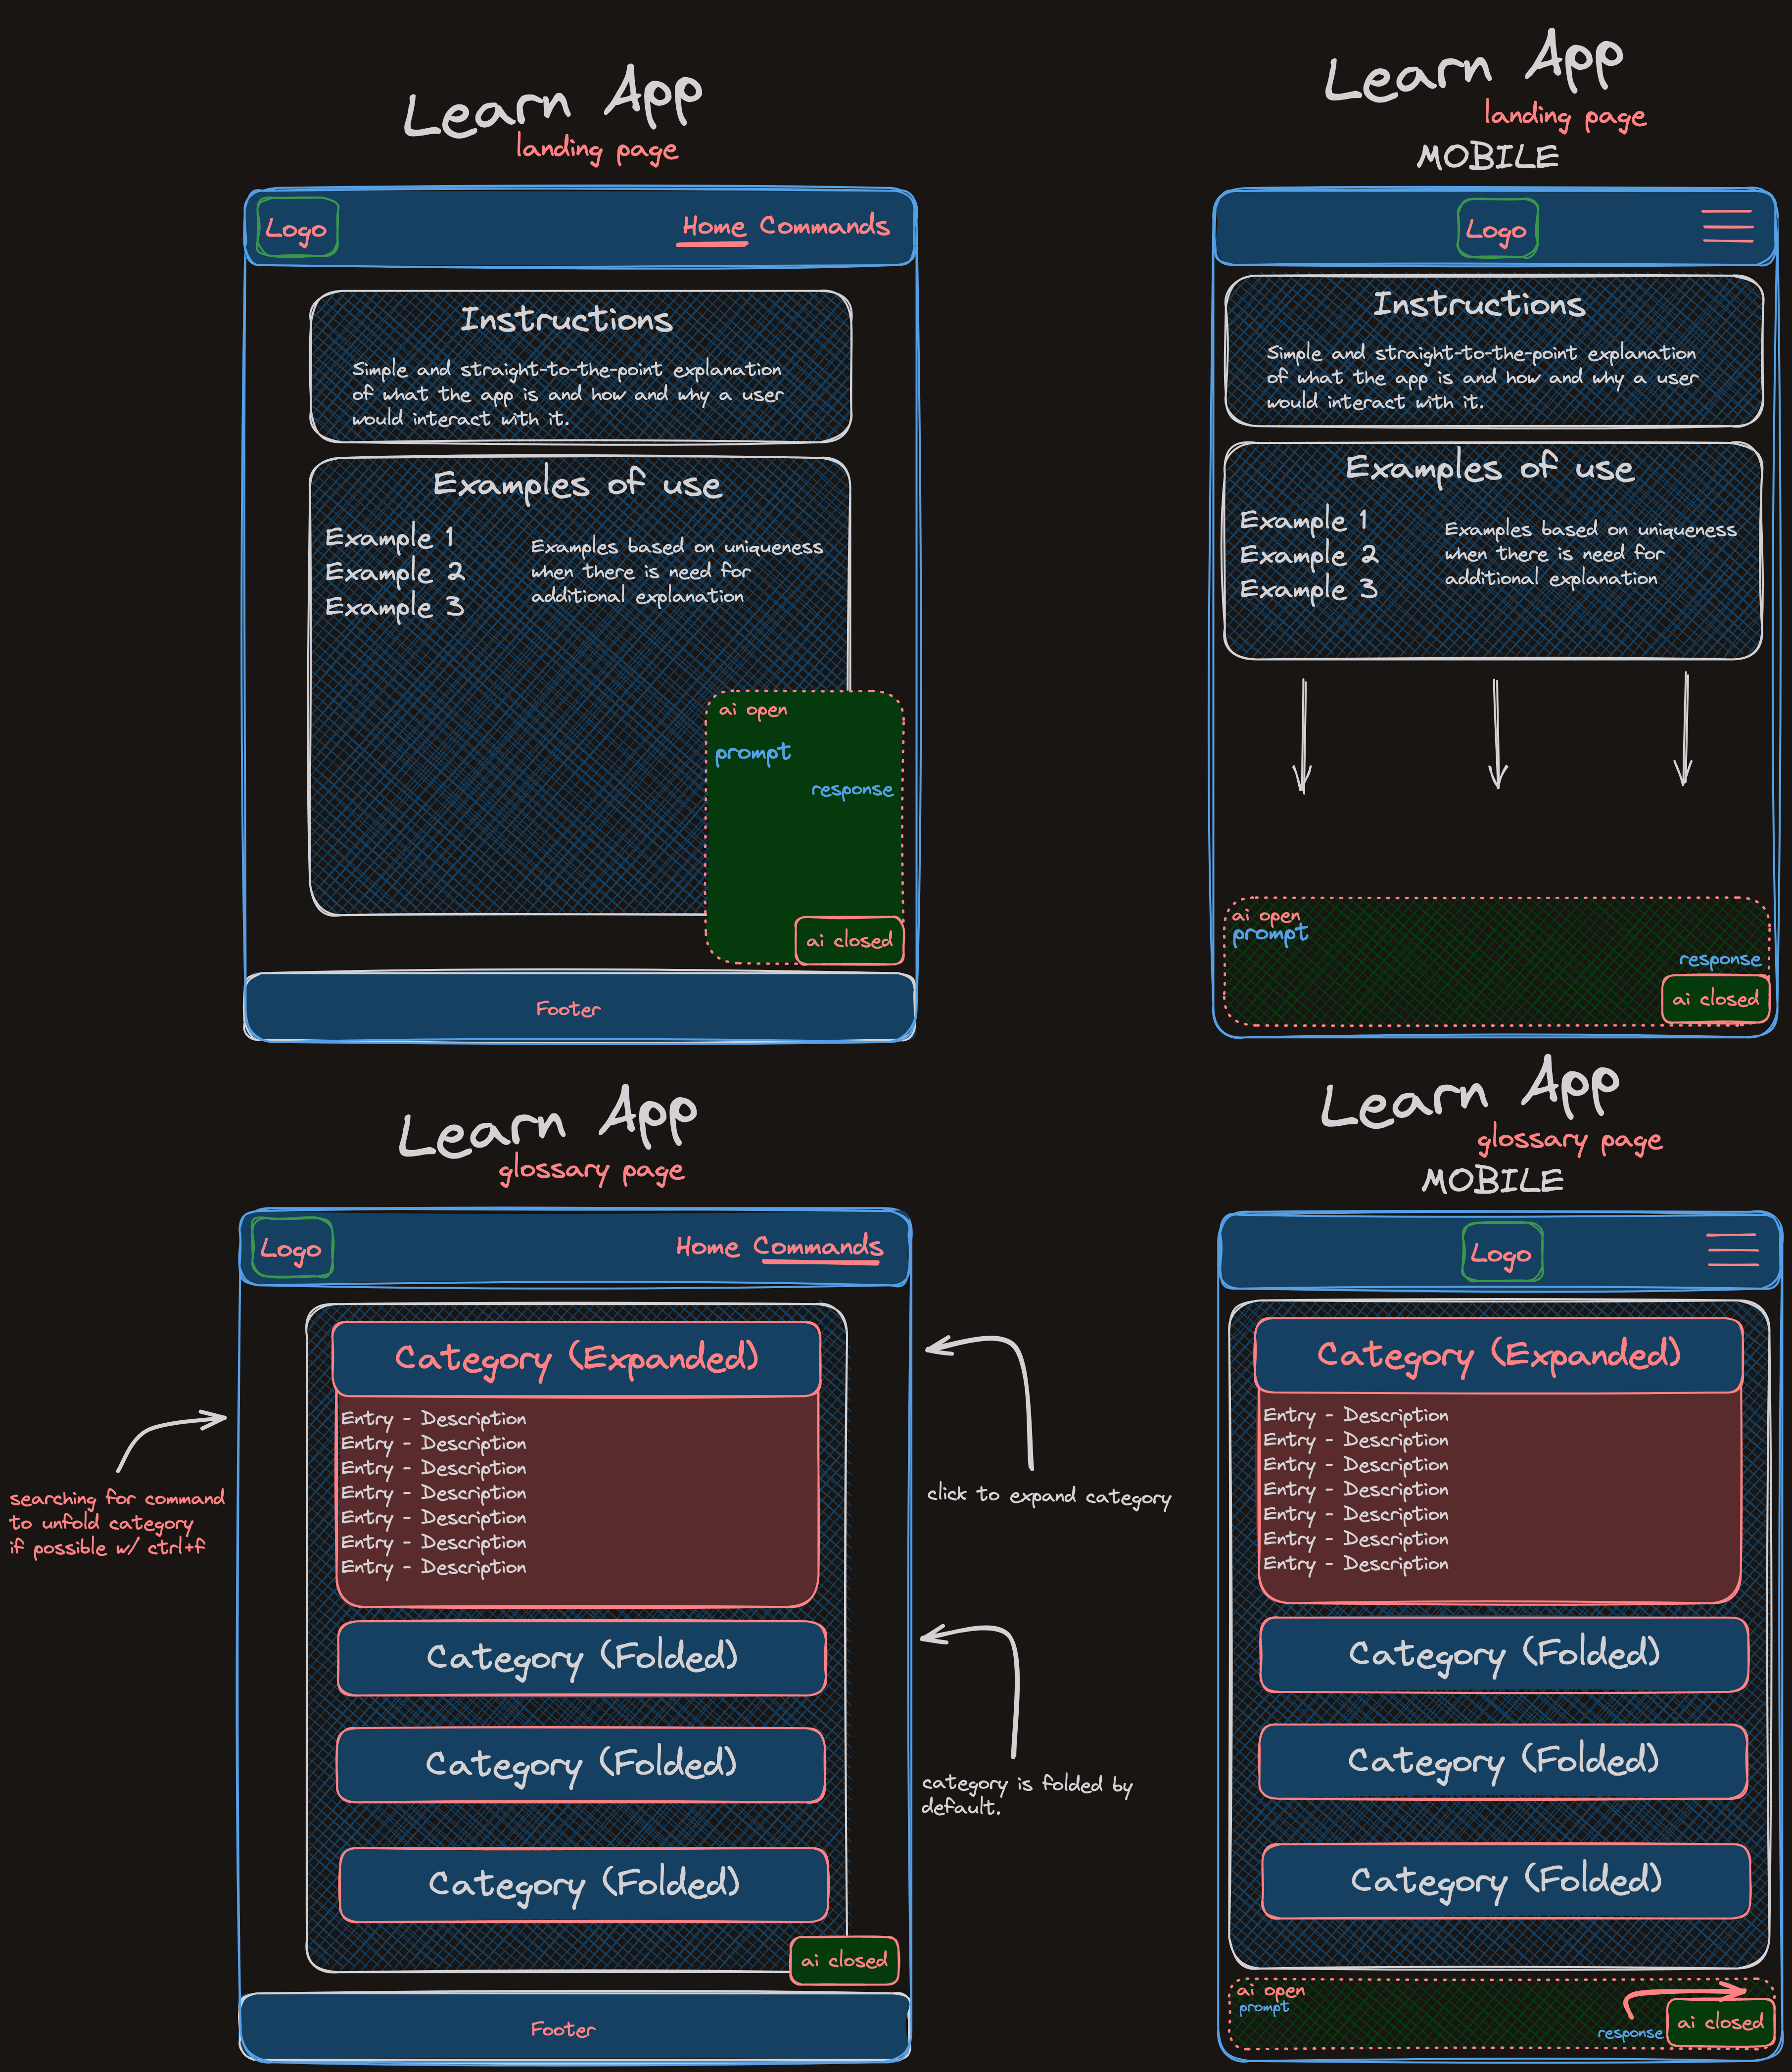 Learn App
landing page
Logo
Home Commands
Instructions
Simple and straight-to-the-point explanation
of what the app is and how and why a user
would interact with it.
Examples of use
Example 1
Example 2
Example 3
Examples based on uniqueness
when there is need for
additional explanation
ai open
prompt
response
ai closed
Footer
Learn App
landing page
MOBILE
Logo
Instructions
Simple and straight-to-the-point explanation
of what the app is and how and why a user
would interact with it.
Examples of use
Example 1
Example 2
Example 3
Examples based on uniqueness
when there is need for
additional explanation
ai open
prompt
response
ai closed
Learn App
glossary page
Logo
Home Commands
Category (Expanded)
Entry - Description
Entry - Description
Entry - Description
Entry - Description
Entry - Description
Entry - Description
Entry - Description
Category (Folded)
Category (Folded)
Category (Folded)
ai closed
Footer
searching for command
to unfold category
if possible w/ ctrl+f
click to expand category
category is folded by
default.
Learn App
glossary page
MOBILE
Logo
Category (Expanded)
Entry - Description
Entry - Description
Entry - Description
Entry - Description
Entry - Description
Entry - Description
Entry - Description
Category (Folded)
Category (Folded)
Category (Folded)
ai open
prompt
response
ai closed